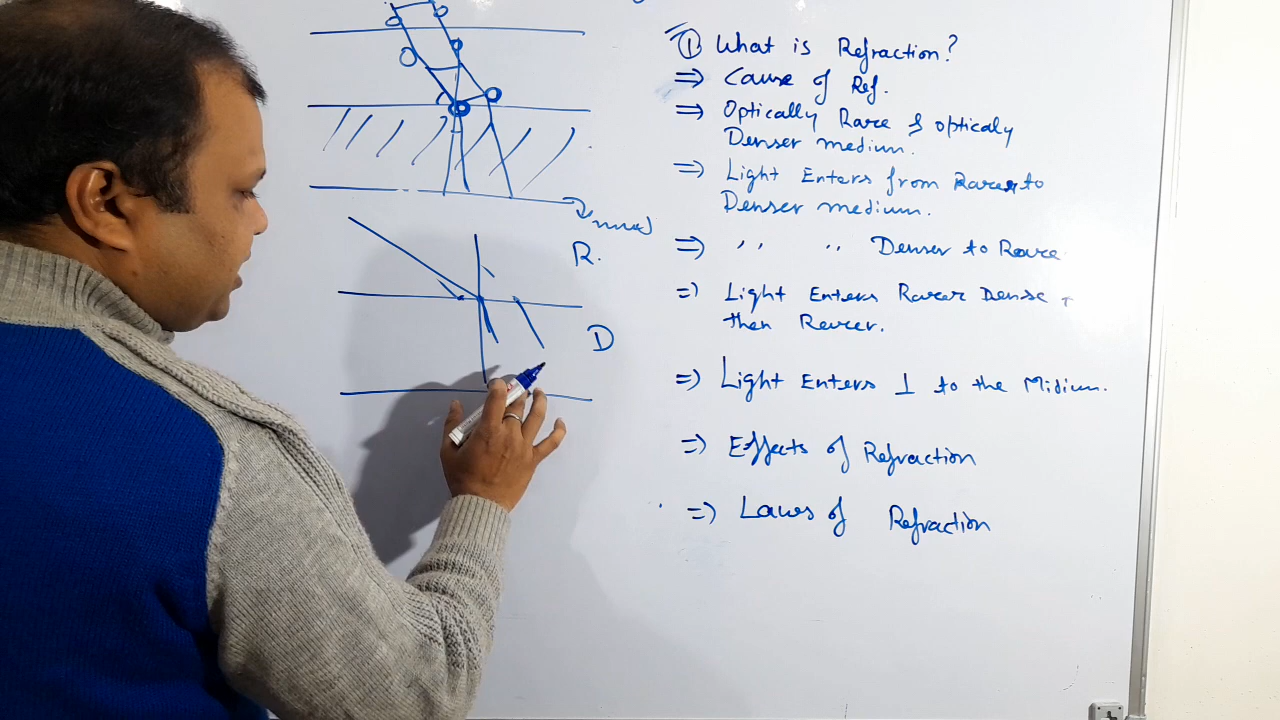 ① What is Refraction?
⇒ Cause of Ref.
⇒ Optically Rare & optically
Denser medium.
⇒ Light Enters from Rarer to
Denser medium.
⇒ ,, ,, Denser to Rarer
⇒ Light Enters Rarer Dense +
then Rarer.
⇒ Light Enters ⊥ to the Midium.
⇒ Effects of Refraction
⇒ Laws of Refraction
mud
R.
D